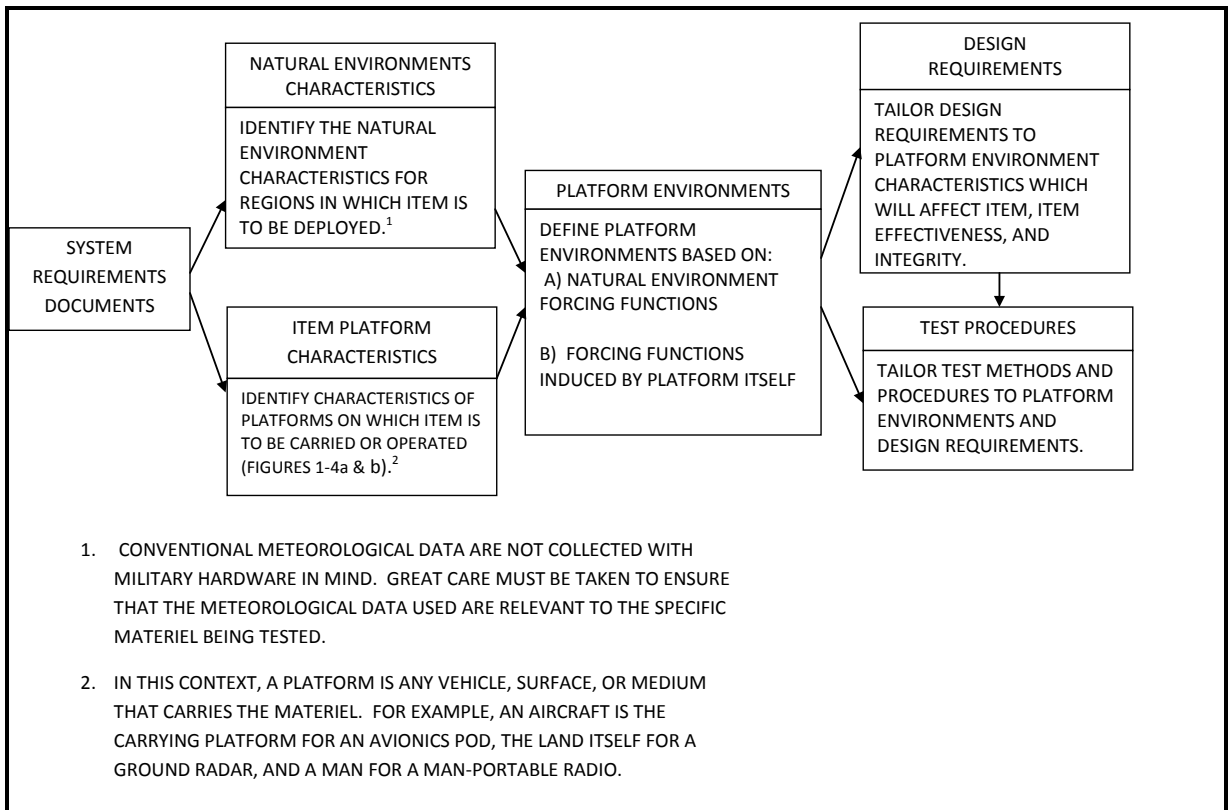 SYSTEM
REQUIREMENTS
DOCUMENTS
NATURAL ENVIRONMENTS
CHARACTERISTICS
IDENTIFY THE NATURAL
ENVIRONMENT
CHARACTERISTICS FOR
REGIONS IN WHICH ITEM IS
TO BE DEPLOYED.1
ITEM PLATFORM
CHARACTERISTICS
IDENTIFY CHARACTERISTICS OF
PLATFORMS ON WHICH ITEM IS
TO BE CARRIED OR OPERATED
(FIGURES 1-4a & b).2
PLATFORM ENVIRONMENTS
DEFINE PLATFORM
ENVIRONMENTS BASED ON:
A) NATURAL ENVIRONMENT
FORCING FUNCTIONS
B) FORCING FUNCTIONS
INDUCED BY PLATFORM ITSELF
DESIGN
REQUIREMENTS
TAILOR DESIGN
REQUIREMENTS TO
PLATFORM ENVIRONMENT
CHARACTERISTICS WHICH
WILL AFFECT ITEM, ITEM
EFFECTIVENESS, AND
INTEGRITY.
TEST PROCEDURES
TAILOR TEST METHODS AND
PROCEDURES TO PLATFORM
ENVIRONMENTS AND
DESIGN REQUIREMENTS.
1. CONVENTIONAL METEOROLOGICAL DATA ARE NOT COLLECTED WITH
MILITARY HARDWARE IN MIND. GREAT CARE MUST BE TAKEN TO ENSURE
THAT THE METEOROLOGICAL DATA USED ARE RELEVANT TO THE SPECIFIC
MATERIEL BEING TESTED.
2. IN THIS CONTEXT, A PLATFORM IS ANY VEHICLE, SURFACE, OR MEDIUM
THAT CARRIES THE MATERIEL. FOR EXAMPLE, AN AIRCRAFT IS THE
CARRYING PLATFORM FOR AN AVIONICS POD, THE LAND ITSELF FOR A
GROUND RADAR, AND A MAN FOR A MAN-PORTABLE RADIO.